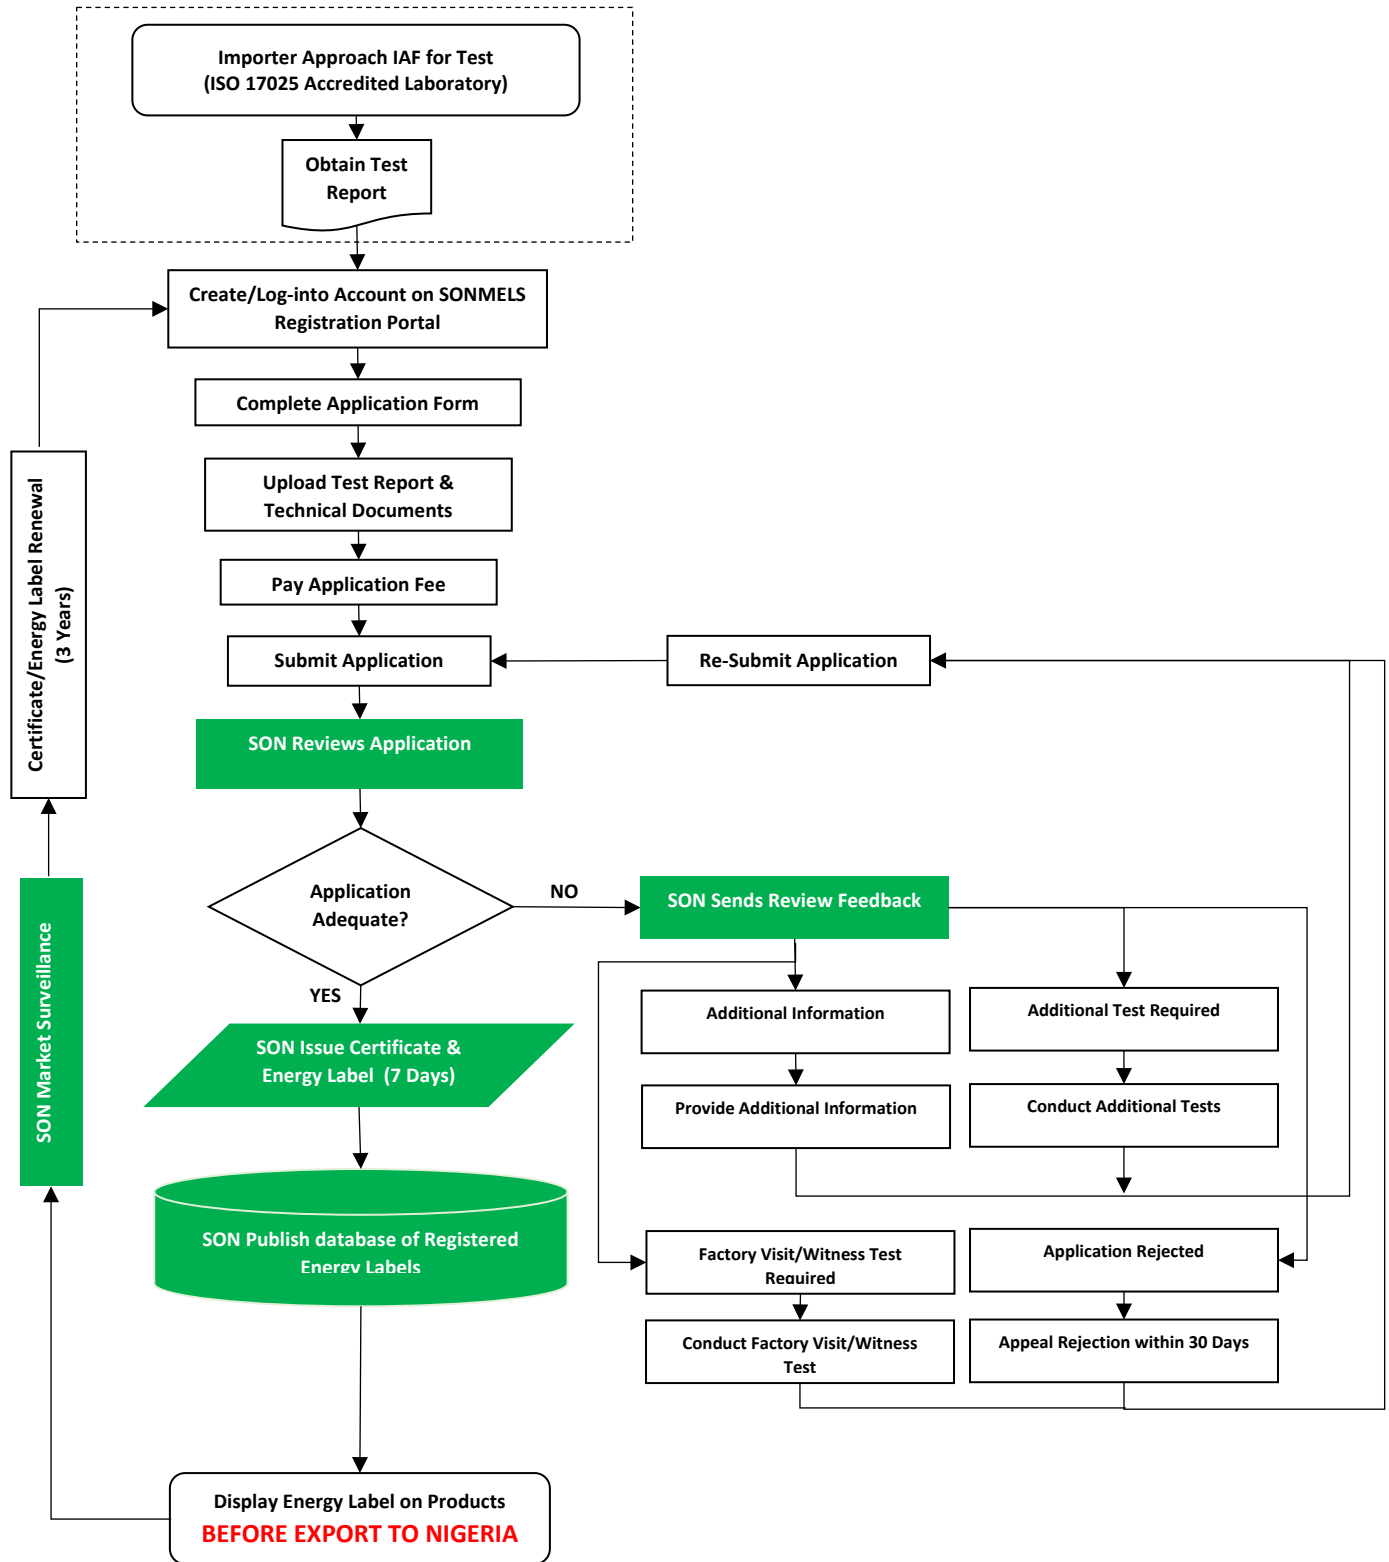 Importer Approach IAF for Test
(ISO 17025 Accredited Laboratory)
Obtain Test
Report
Create/Log-into Account on SONMELS
Registration Portal
Complete Application Form
Upload Test Report &
Technical Documents
Pay Application Fee
Submit Application
Re-Submit Application
SON Reviews Application
Application
Adequate?
NO
YES
SON Sends Review Feedback
Additional Information
Provide Additional Information
Additional Test Required
Conduct Additional Tests
Factory Visit/Witness Test
Required
Conduct Factory Visit/Witness
Test
Application Rejected
Appeal Rejection within 30 Days
SON Issue Certificate &
Energy Label  (7 Days)
SON Publish database of Registered
Energy Labels
Display Energy Label on Products
BEFORE EXPORT TO NIGERIA
SON Market Surveillance
Certificate/Energy Label Renewal
(3 Years)